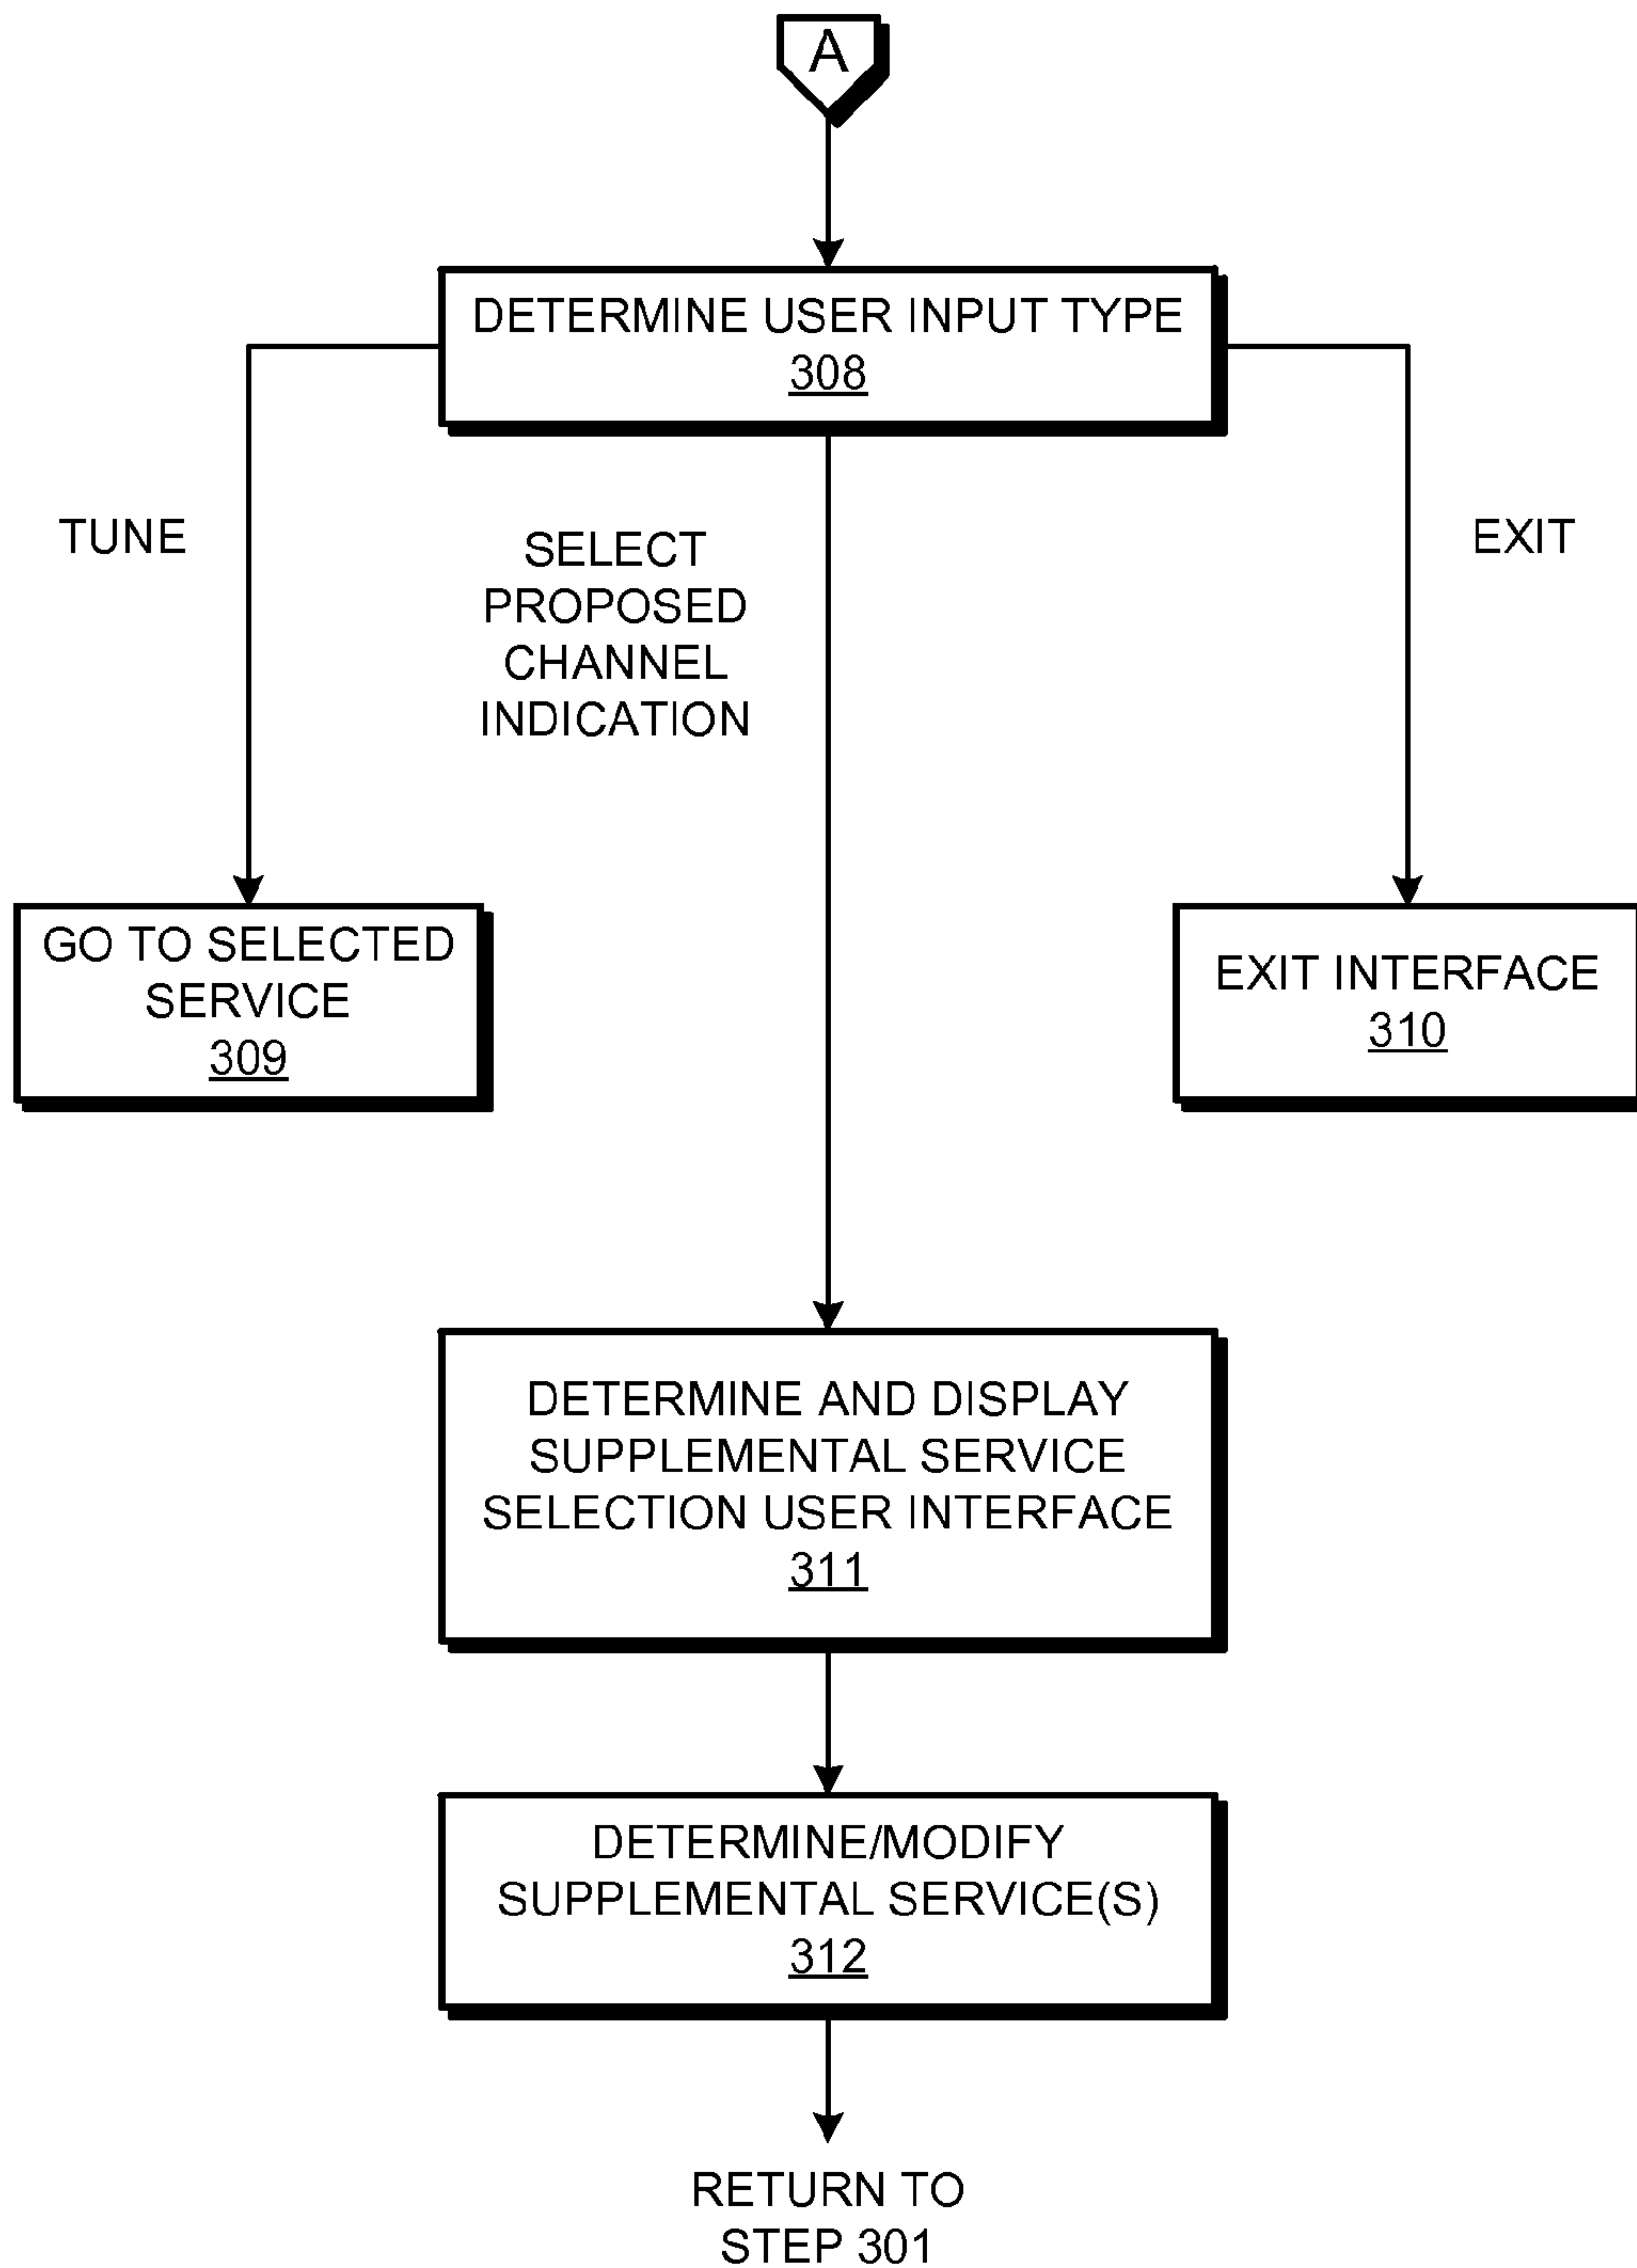 A
DETERMINE USER INPUT TYPE
308
TUNE
SELECT
PROPOSED
CHANNEL
INDICATION
EXIT
GO TO SELECTED
SERVICE
309
EXIT INTERFACE
310
DETERMINE AND DISPLAY
SUPPLEMENTAL SERVICE
SELECTION USER INTERFACE
311
DETERMINE/MODIFY
SUPPLEMENTAL SERVICE(S)
312
RETURN TO
STEP 301